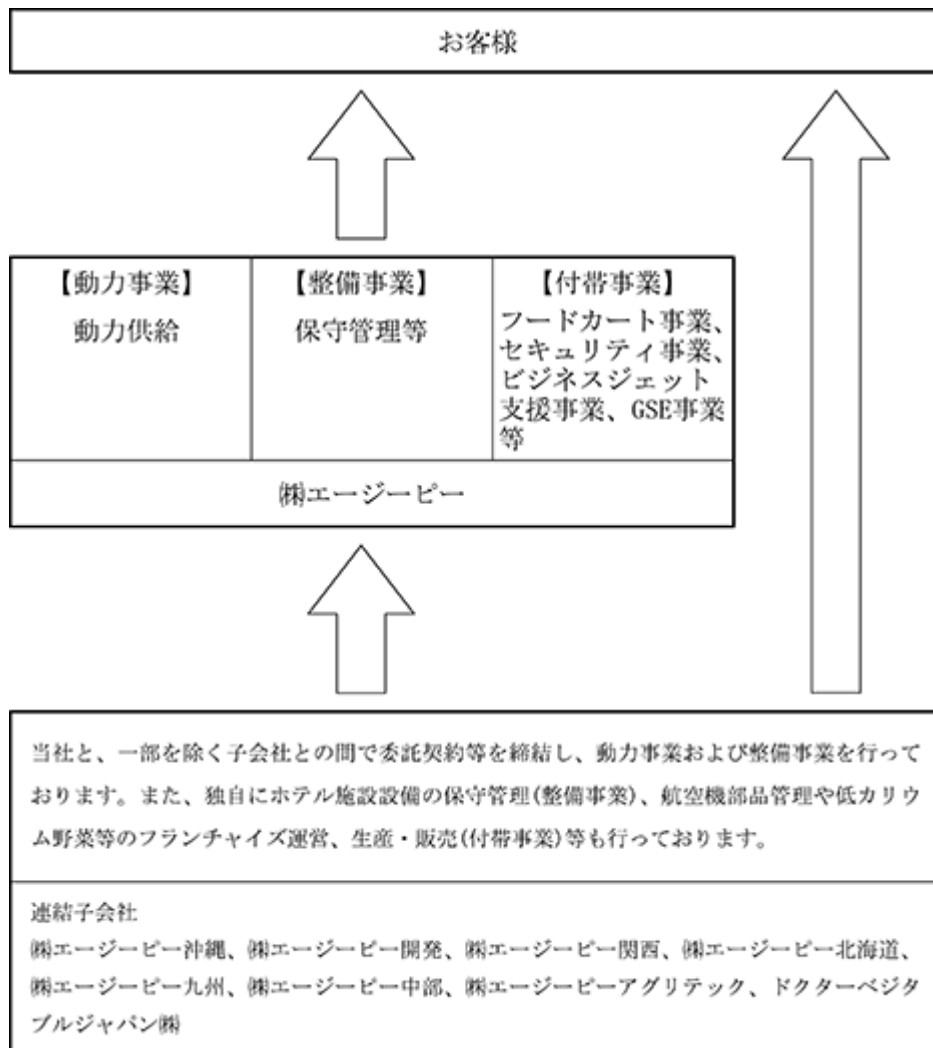 お客様
【動力事業】
動力供給
【整備事業】
保守管理等
【付帯事業】
フードカート事業、
セキュリティ事業、
ビジネスジェット
支援事業、GSE事業
等
㈱エージーピー
当社と、一部を除く子会社との間で委託契約等を締結し、動力事業および整備事業を行って
おります。また、独自にホテル施設設備の保守管理(整備事業)、航空機部品管理や低カリウ
ム野菜等のフランチャイズ運営、生産・販売(付帯事業)等も行っております。
連結子会社
㈱エージーピー沖縄、㈱エージーピー開発、㈱エージーピー関西、㈱エージーピー北海道、
㈱エージーピー九州、㈱エージーピー中部、㈱エージーピーアグリテック、ドクターベジタ
ブルジャパン㈱